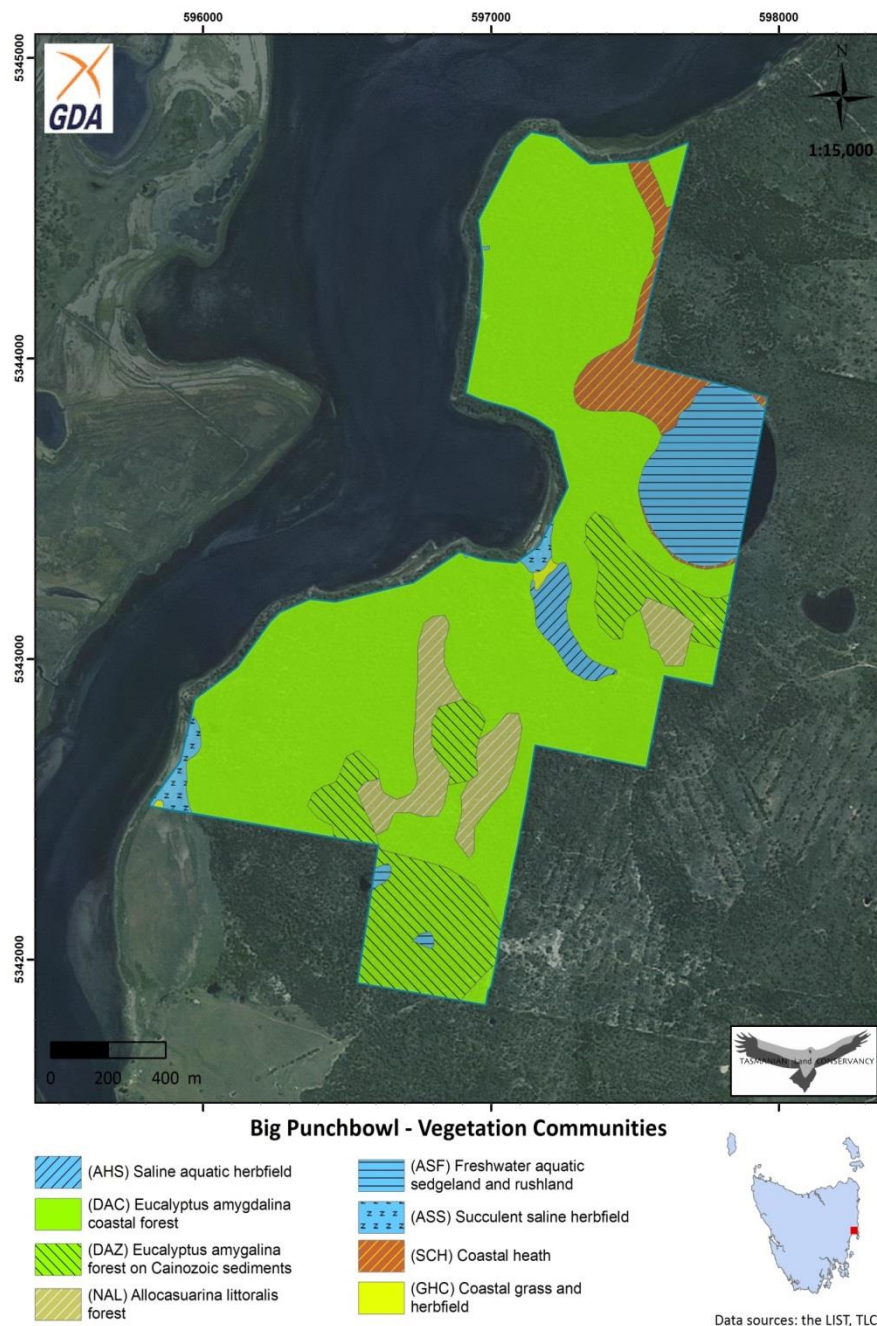 596000
597000
598000
5345000
5344000
5343000
5342000
GDA
N
1:15,000
0 200 400 m
TASMANIAN Land CONSERVANCY
Big Punchbowl - Vegetation Communities
(AHS) Saline aquatic herbfield
(DAC) Eucalyptus amygdalina
coastal forest
(DAZ) Eucalyptus amygalina
forest on Cainozoic sediments
(NAL) Allocasuarina littoralis
forest
(ASF) Freshwater aquatic
sedgeland and rushland
(ASS) Succulent saline herbfield
(SCH) Coastal heath
(GHC) Coastal grass and
herbfield
Data sources: the LIST, TLC